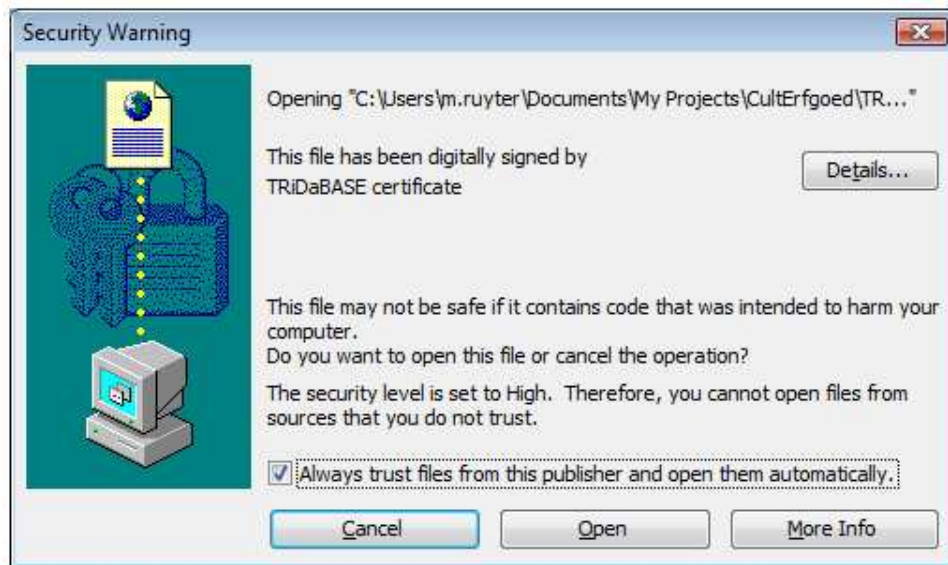 Security Warning
Opening "C:\Users\m.ruyter\Documents\My Projects\CultErfgoed\TR..."
This file has been digitally signed by
TRiDaBASE certificate
Details...
This file may not be safe if it contains code that was intended to harm your
computer.
Do you want to open this file or cancel the operation?
The security level is set to High. Therefore, you cannot open files from
sources that you do not trust.
Always trust files from this publisher and open them automatically.
Cancel Open More Info